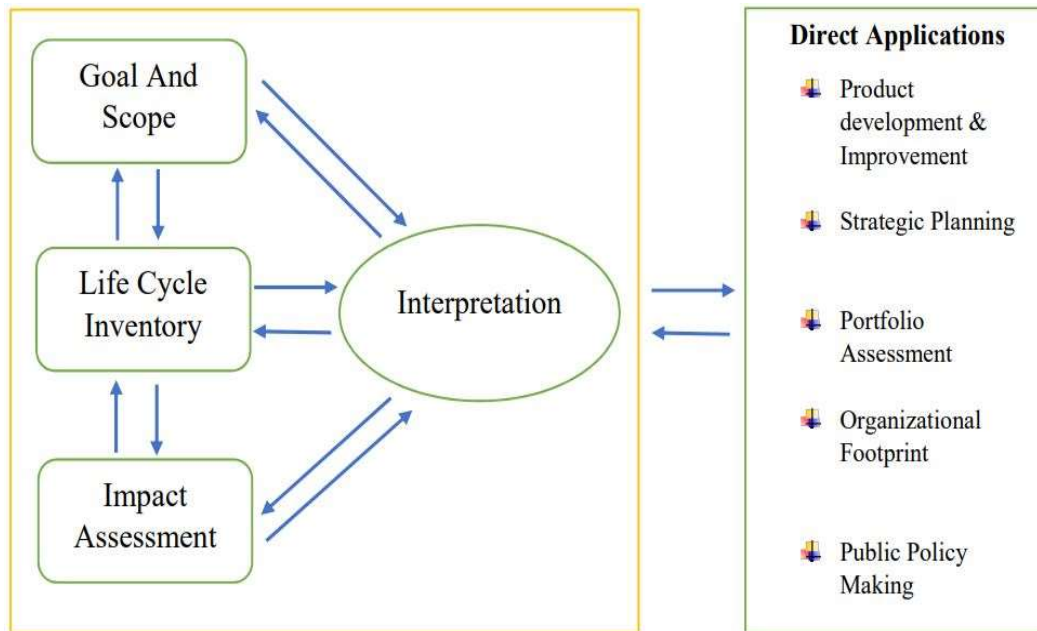 Goal And
Scope
Life Cycle
Inventory
Impact
Assessment
Interpretation
Direct Applications
Product
development &
Improvement
Strategic Planning
Portfolio
Assessment
Organizational
Footprint
Public Policy
Making